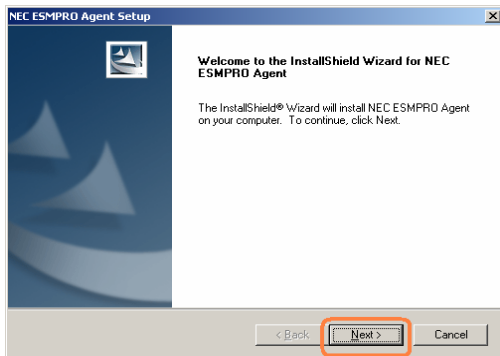 NEC ESMPRO Agent Setup
Welcome to the InstallShield Wizard for NEC
ESMPRO Agent
The InstallShield® Wizard will install NEC ESMPRO Agent
on your computer. To continue, click Next.
< Back Next > Cancel